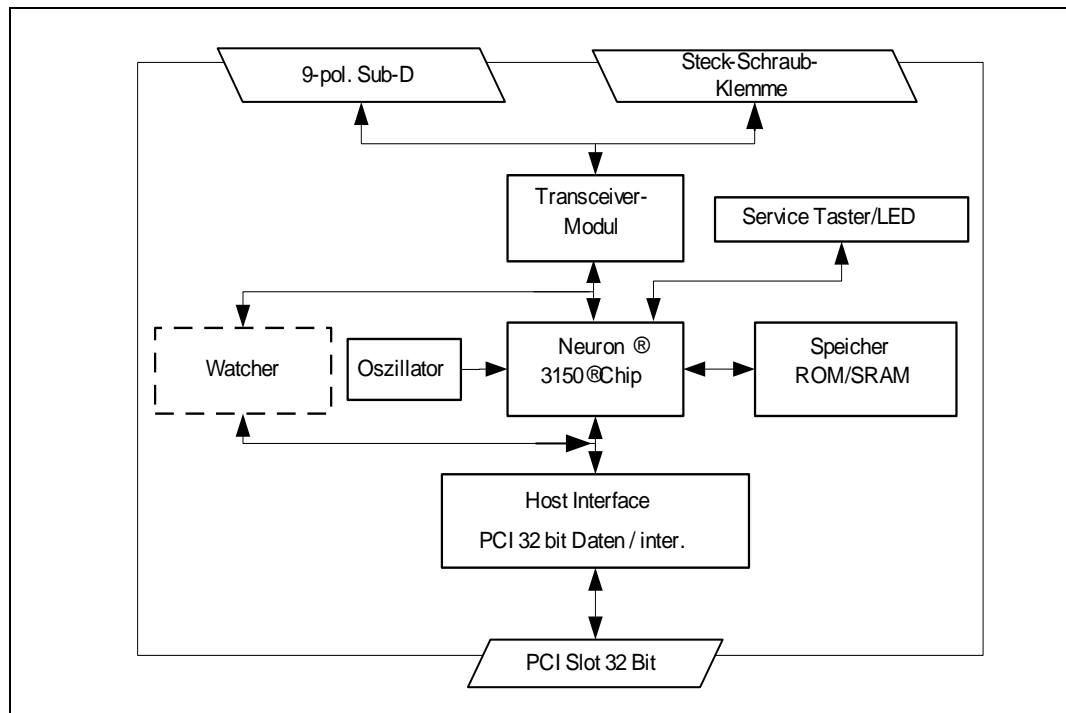 9-pol. Sub-D
Steck-Schraub-
Klemme
Transceiver-
Modul
Service Taster/LED
Watcher
Oszillator
Neuron ®
3150®Chip
Speicher
ROM/SRAM
Host Interface
PCI 32 bit Daten / inter.
PCI Slot 32 Bit